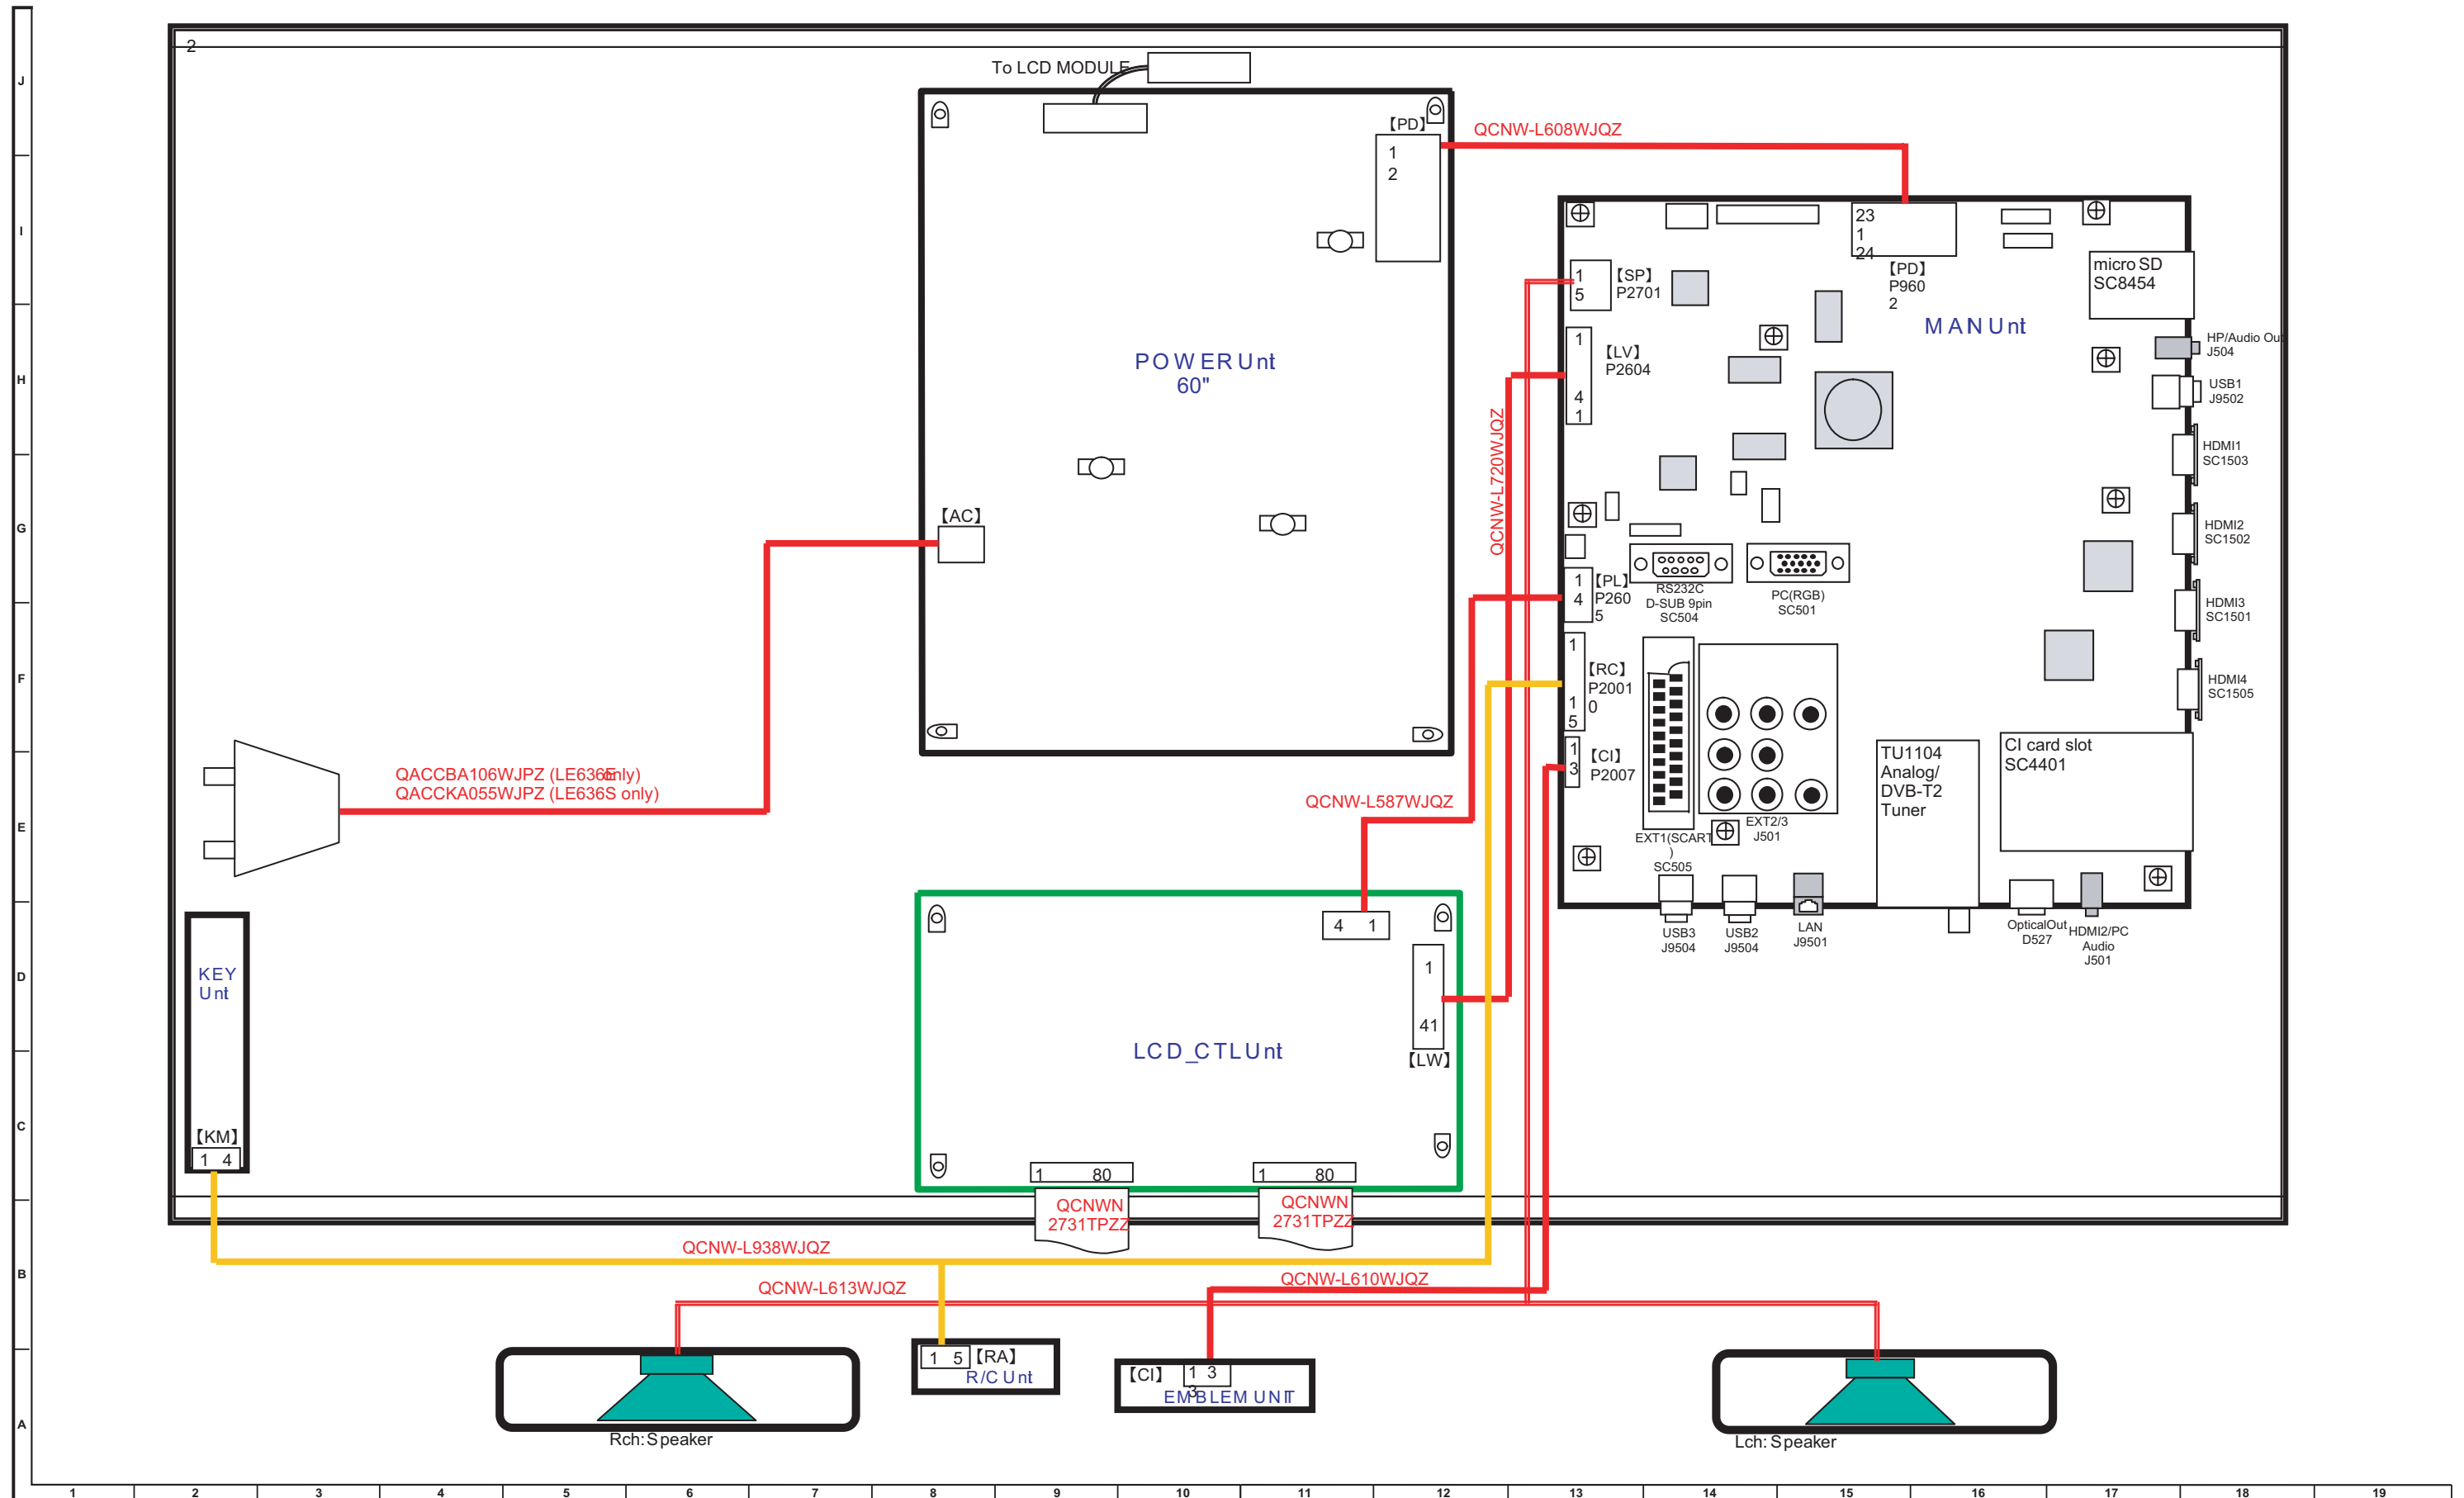 2
J
I
H
G
F
E
D
C
B
A
To LCD MODULE
【PD】
1
2
QCNW-L608WJQZ
POWER Unt
60"
【AC】
QACCBA106WJPZ (LE636E only)
QACCKA055WJPZ (LE636S only)
KEY
Unt
【KM】
1 4
QCNW-L720WJQZ
QCNW-L587WJQZ
4 1
1
41
【LW】
LCD_CTL Unt
1 80
1 80
QCNWN
2731TPZZ
QCNWN
2731TPZZ
QCNW-L938WJQZ
QCNW-L613WJQZ
QCNW-L610WJQZ
MAN Unt
23
1
24
【PD】
P960
2
micro SD
SC8454
1
5
【SP】
P2701
1
4
1
【LV】
P2604
1
4
【PL】
P260
5
1
1
5
【RC】
P2001
0
1
3
【CI】
P2007
RS232C
D-SUB 9pin
SC504
PC(RGB)
SC501
EXT1(SCART
)
SC505
EXT2/3
J501
TU1104
Analog/
DVB-T2
Tuner
CI card slot
SC4401
HP/Audio Out
J504
USB1
J9502
HDMI1
SC1503
HDMI2
SC1502
HDMI3
SC1501
HDMI4
SC1505
USB3
J9504
USB2
J9504
LAN
J9501
OpticalOut
D527
HDMI2/PC
Audio
J501
Rch: Speaker
1 5
【RA】
R/C Unt
【CI】
1 3
3
EMBLEM UNIT
Lch: Speaker
1 2 3 4 5 6 7 8 9 10 11 12 13 14 15 16 17 18 19